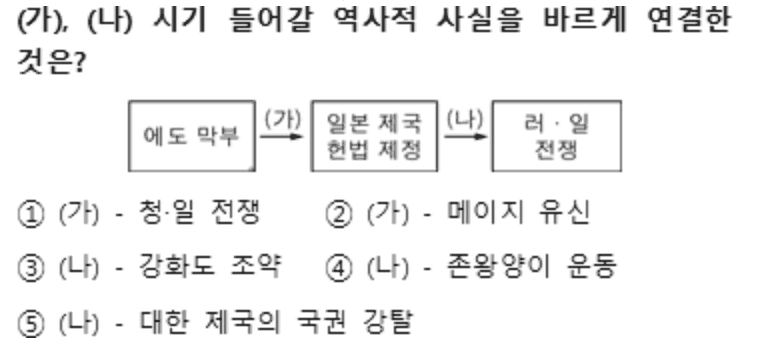 (가), (나) 시기 들어갈 역사적 사실을 바르게 연결한
것은?
에도 막부 (가) 일본 제국 (나) 러·일
헌법 제정 전쟁
① (가) - 청·일 전쟁 ② (가) - 메이지 유신
③ (나) - 강화도 조약 ④ (나) - 존왕양이 운동
⑤ (나) - 대한 제국의 국권 강탈